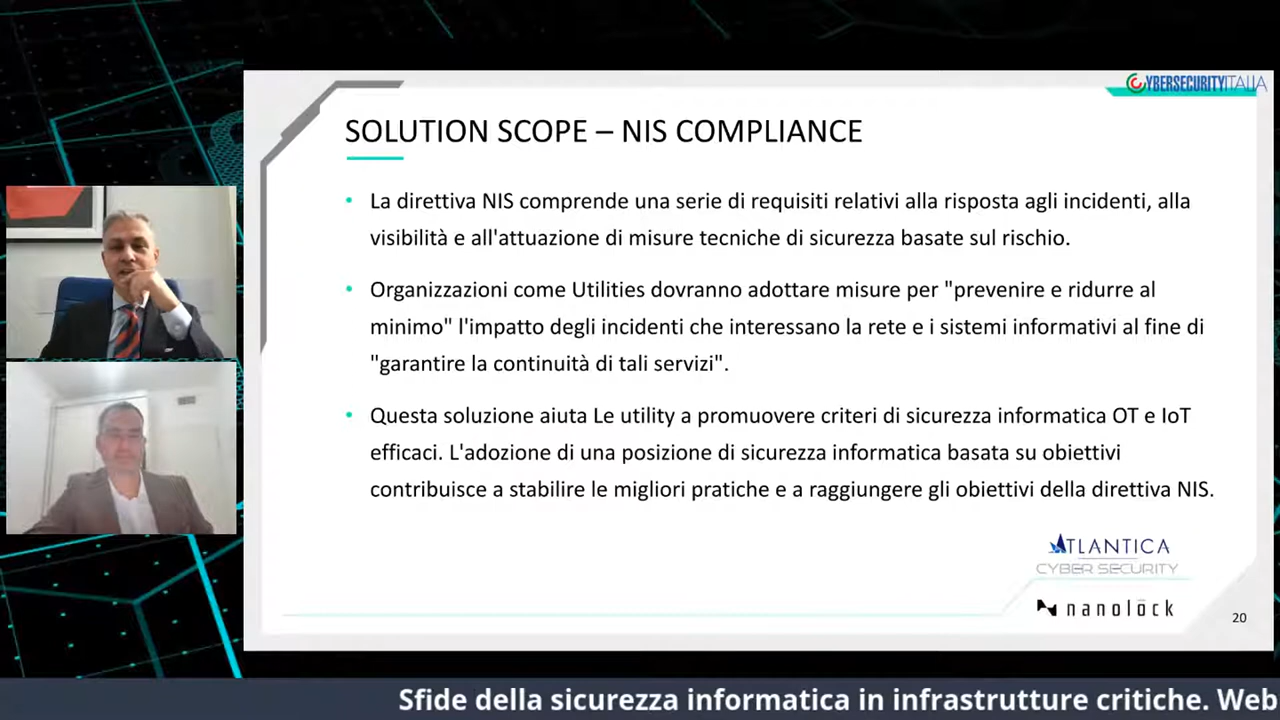 CYBERSECURITYITALIA
SOLUTION SCOPE – NIS COMPLIANCE
• La direttiva NIS comprende una serie di requisiti relativi alla risposta agli incidenti, alla
visibilità e all'attuazione di misure tecniche di sicurezza basate sul rischio.
• Organizzazioni come Utilities dovranno adottare misure per "prevenire e ridurre al
minimo" l'impatto degli incidenti che interessano la rete e i sistemi informativi al fine di
"garantire la continuità di tali servizi".
• Questa soluzione aiuta Le utility a promuovere criteri di sicurezza informatica OT e IoT
efficaci. L'adozione di una posizione di sicurezza informatica basata su obiettivi
contribuisce a stabilire le migliori pratiche e a raggiungere gli obiettivi della direttiva NIS.
ATLANTICA
CYBER SECURITY
nanolōck
20
Sfide della sicurezza informatica in infrastrutture critiche. Web